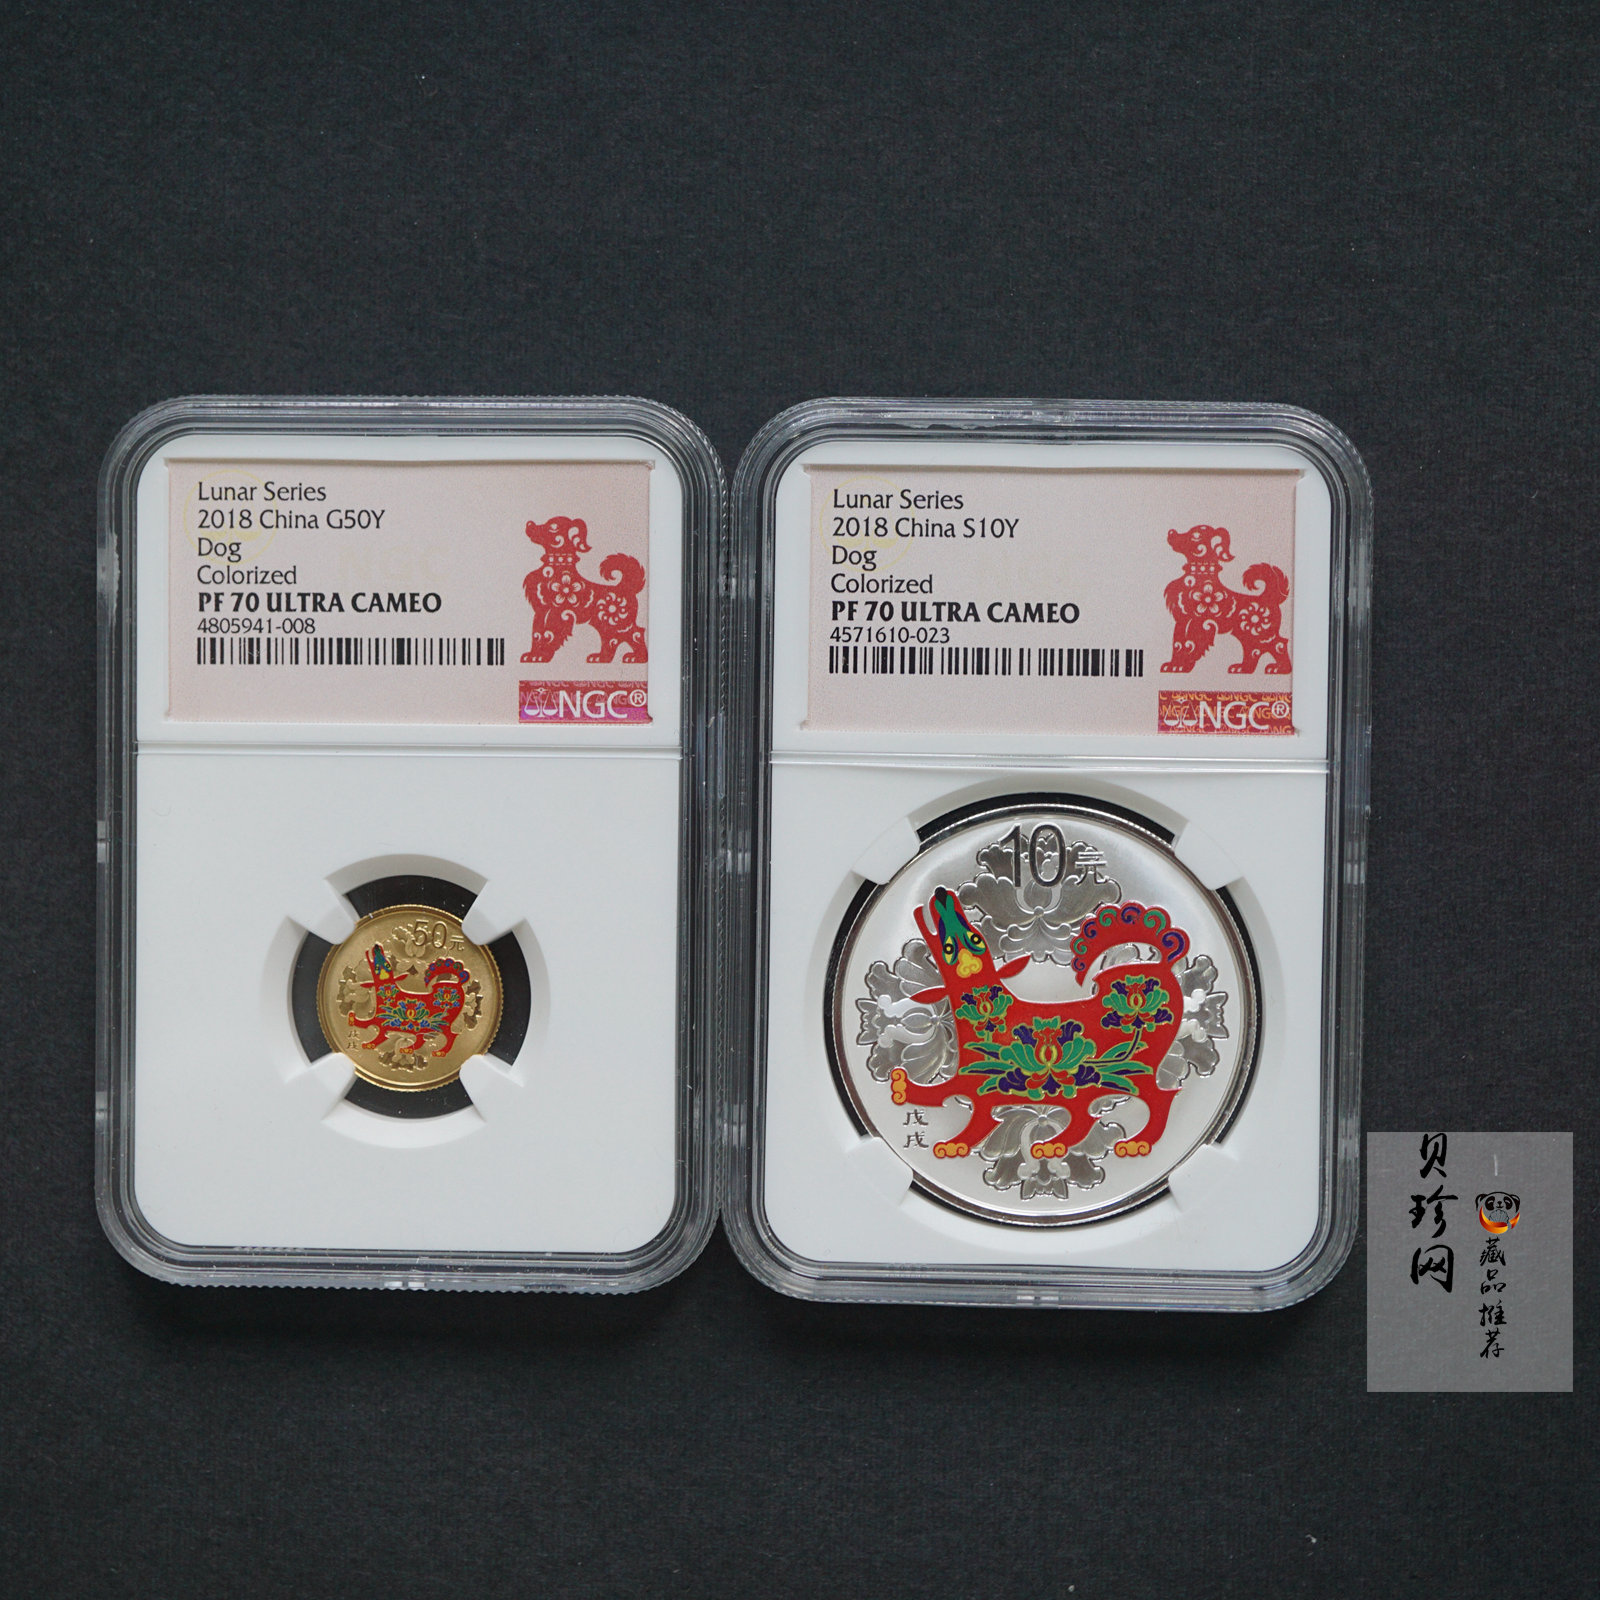 Lunar Series
2018 China G50Y
Dog
Colorized
PF 70 ULTRA CAMEO
4805941-008
NGC®
50元
戊戌
Lunar Series
2018 China S10Y
Dog
Colorized
PF 70 ULTRA CAMEO
4571610-023
NGC®
10元
戊戌
贝珍网
藏品推荐